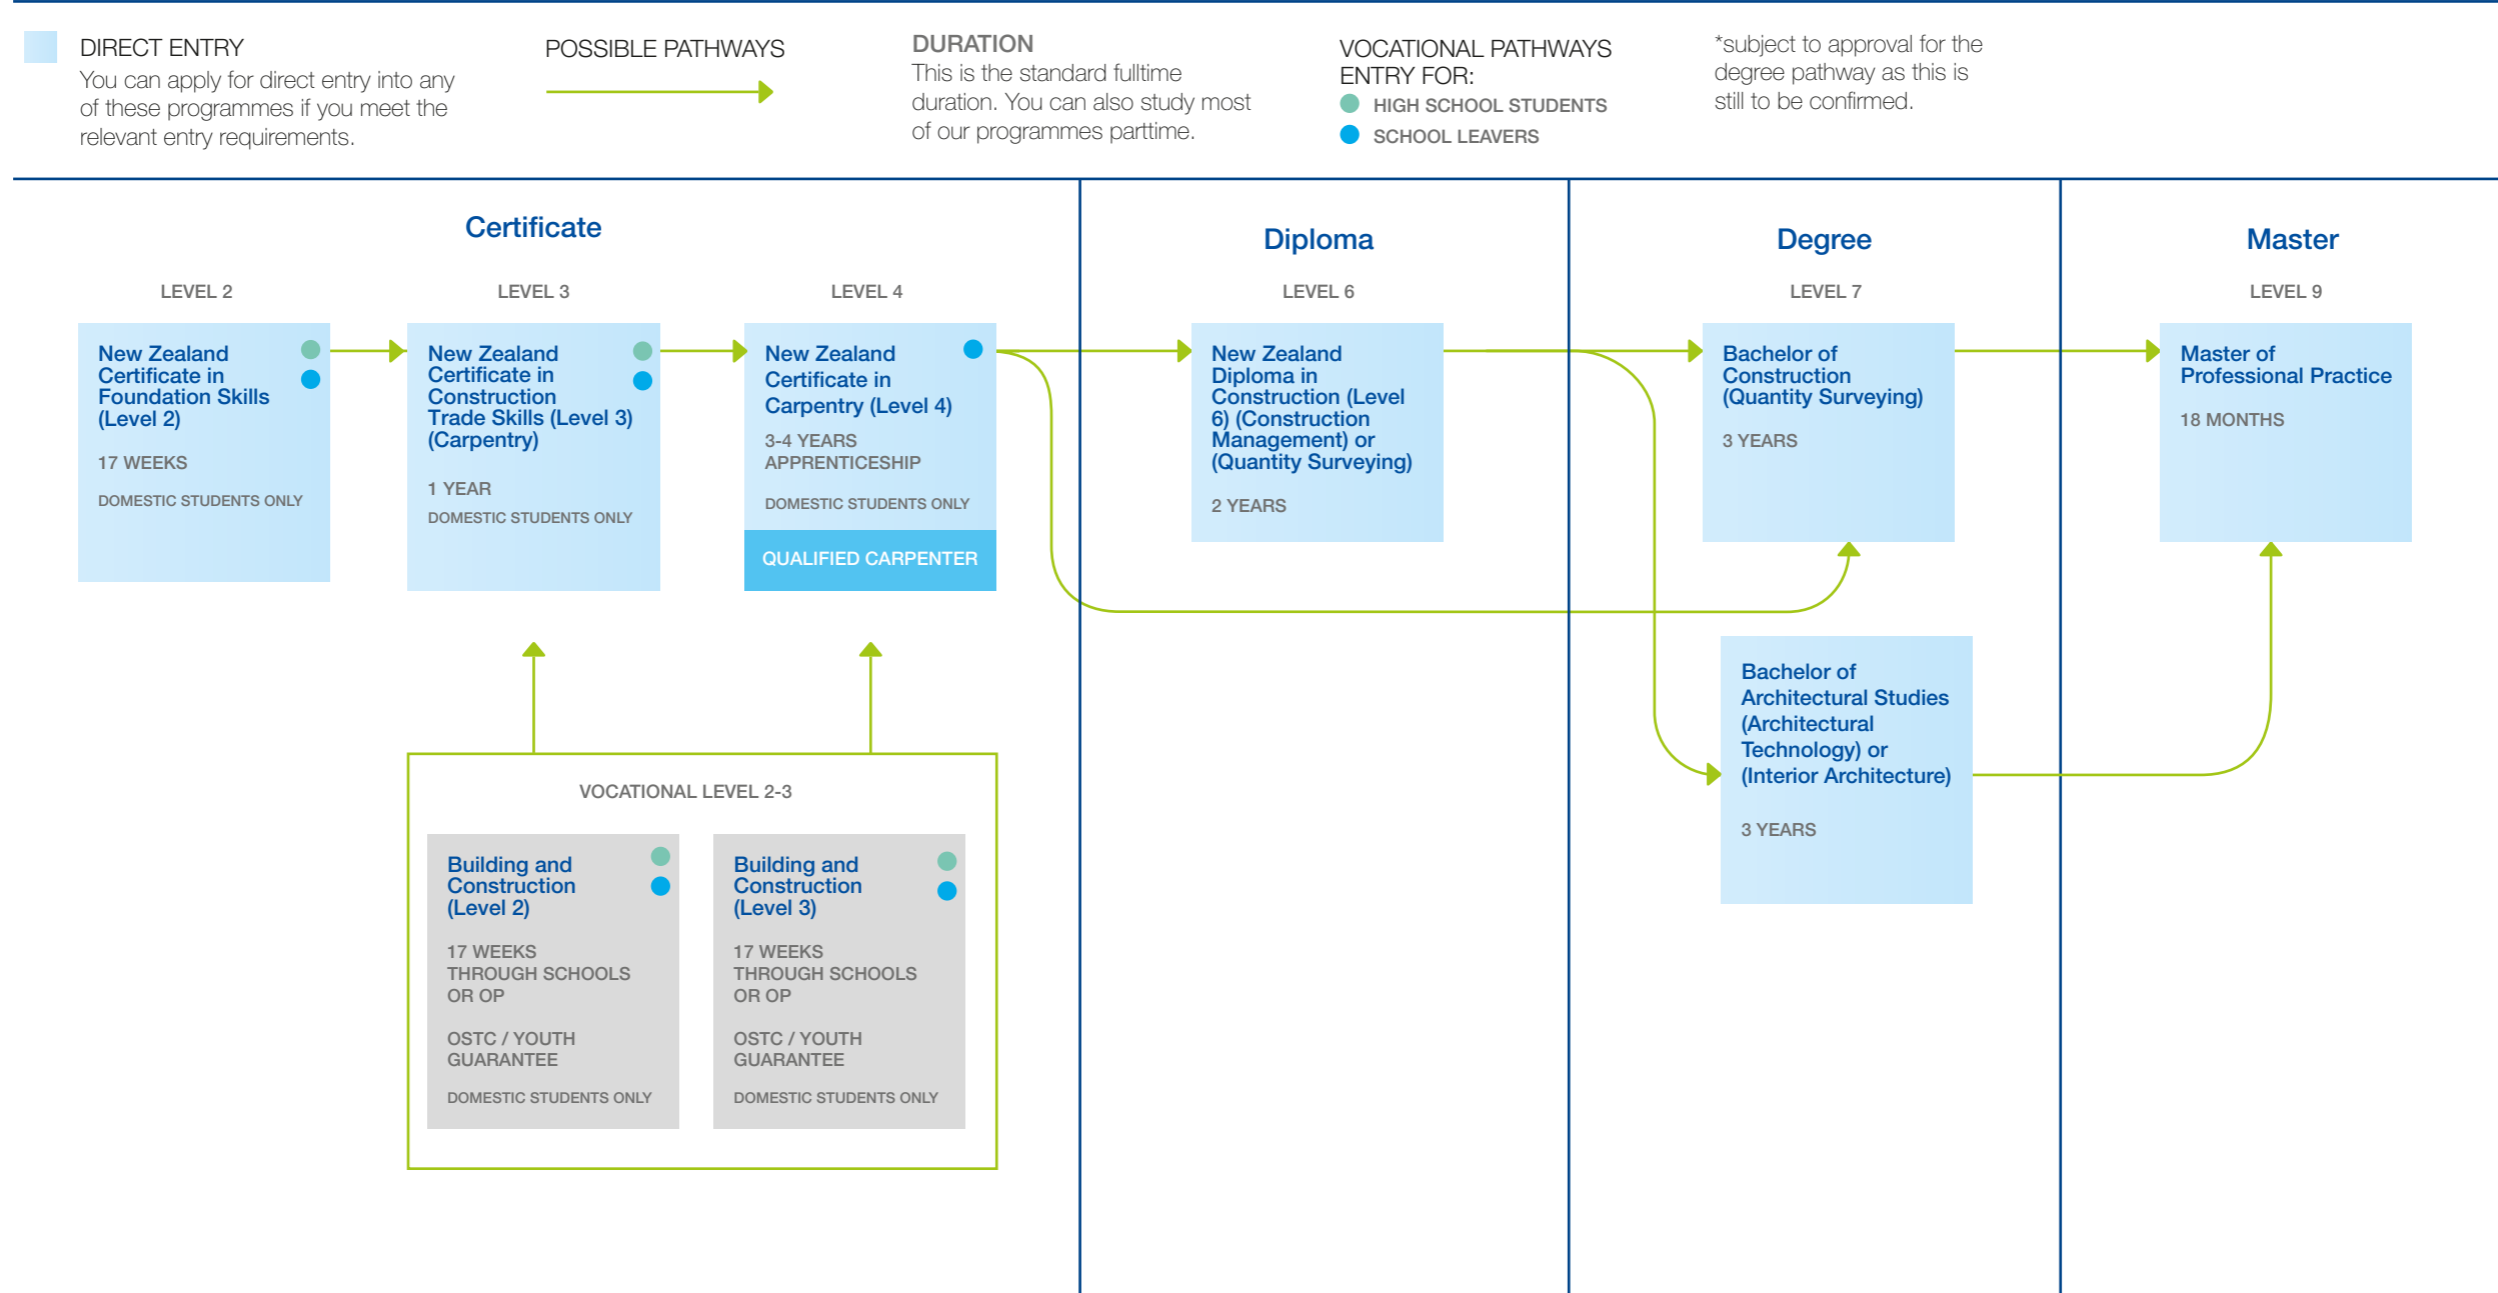 DIRECT ENTRY
You can apply for direct entry into any
of these programmes if you meet the
relevant entry requirements.
POSSIBLE PATHWAYS
DURATION
This is the standard fulltime
duration. You can also study most
of our programmes parttime.
VOCATIONAL PATHWAYS
ENTRY FOR:
HIGH SCHOOL STUDENTS
SCHOOL LEAVERS
*subject to approval for the
degree pathway as this is
still to be confirmed.
Certificate
Diploma
Degree
Master
LEVEL 2
LEVEL 3
LEVEL 4
LEVEL 6
LEVEL 7
LEVEL 9
New Zealand
Certificate in
Foundation Skills
(Level 2)
17 WEEKS
DOMESTIC STUDENTS ONLY
New Zealand
Certificate in
Construction
Trade Skills (Level 3)
(Carpentry)
1 YEAR
DOMESTIC STUDENTS ONLY
New Zealand
Certificate in
Carpentry (Level 4)
3-4 YEARS
APPRENTICESHIP
DOMESTIC STUDENTS ONLY
QUALIFIED CARPENTER
New Zealand
Diploma in
Construction (Level
6) (Construction
Management) or
(Quantity Surveying)
2 YEARS
Bachelor of
Construction
(Quantity Surveying)
3 YEARS
Master of
Professional Practice
18 MONTHS
Bachelor of
Architectural Studies
(Architectural
Technology) or
(Interior Architecture)
3 YEARS
VOCATIONAL LEVEL 2-3
Building and
Construction
(Level 2)
17 WEEKS
THROUGH SCHOOLS
OR OP
OSTC / YOUTH
GUARANTEE
DOMESTIC STUDENTS ONLY
Building and
Construction
(Level 3)
17 WEEKS
THROUGH SCHOOLS
OR OP
OSTC / YOUTH
GUARANTEE
DOMESTIC STUDENTS ONLY